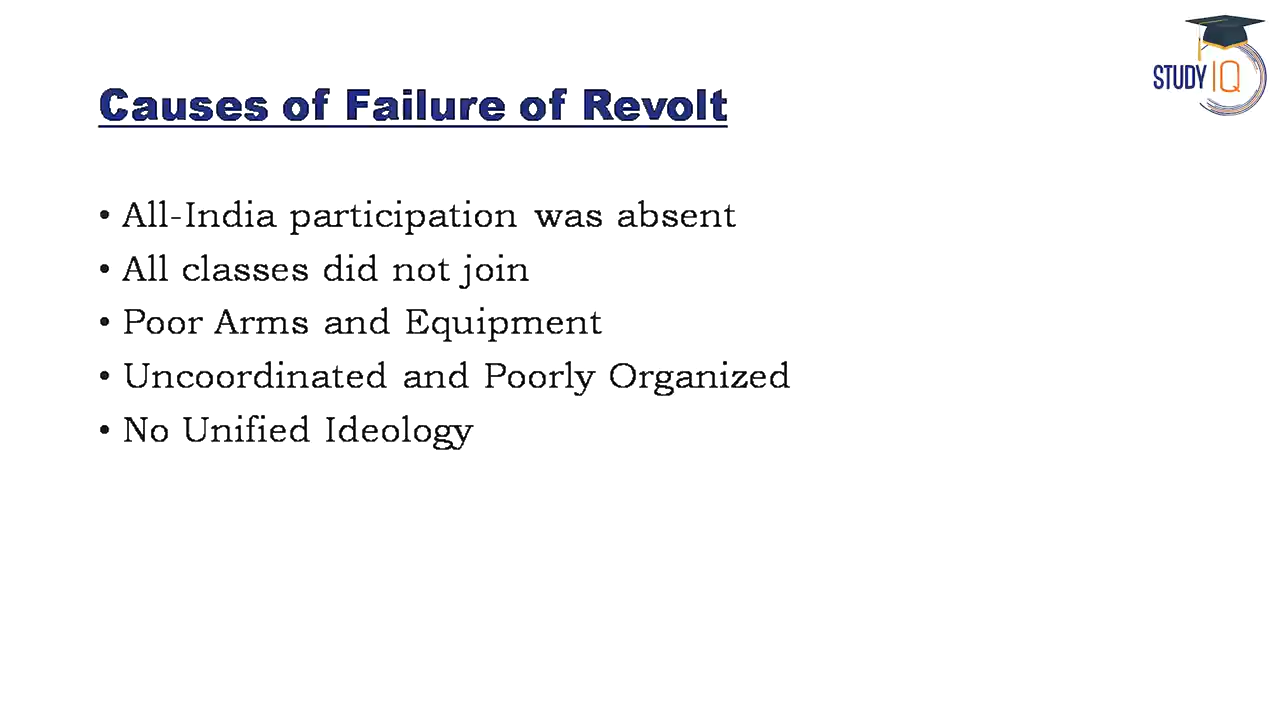 STUDY IQ
Causes of Failure of Revolt
• All-India participation was absent
• All classes did not join
• Poor Arms and Equipment
• Uncoordinated and Poorly Organized
• No Unified Ideology